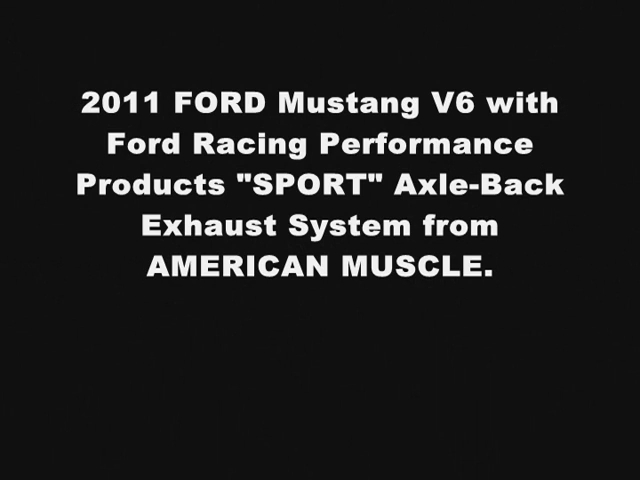 2011 FORD Mustang V6 with
Ford Racing Performance
Products "SPORT" Axle-Back
Exhaust System from
AMERICAN MUSCLE.